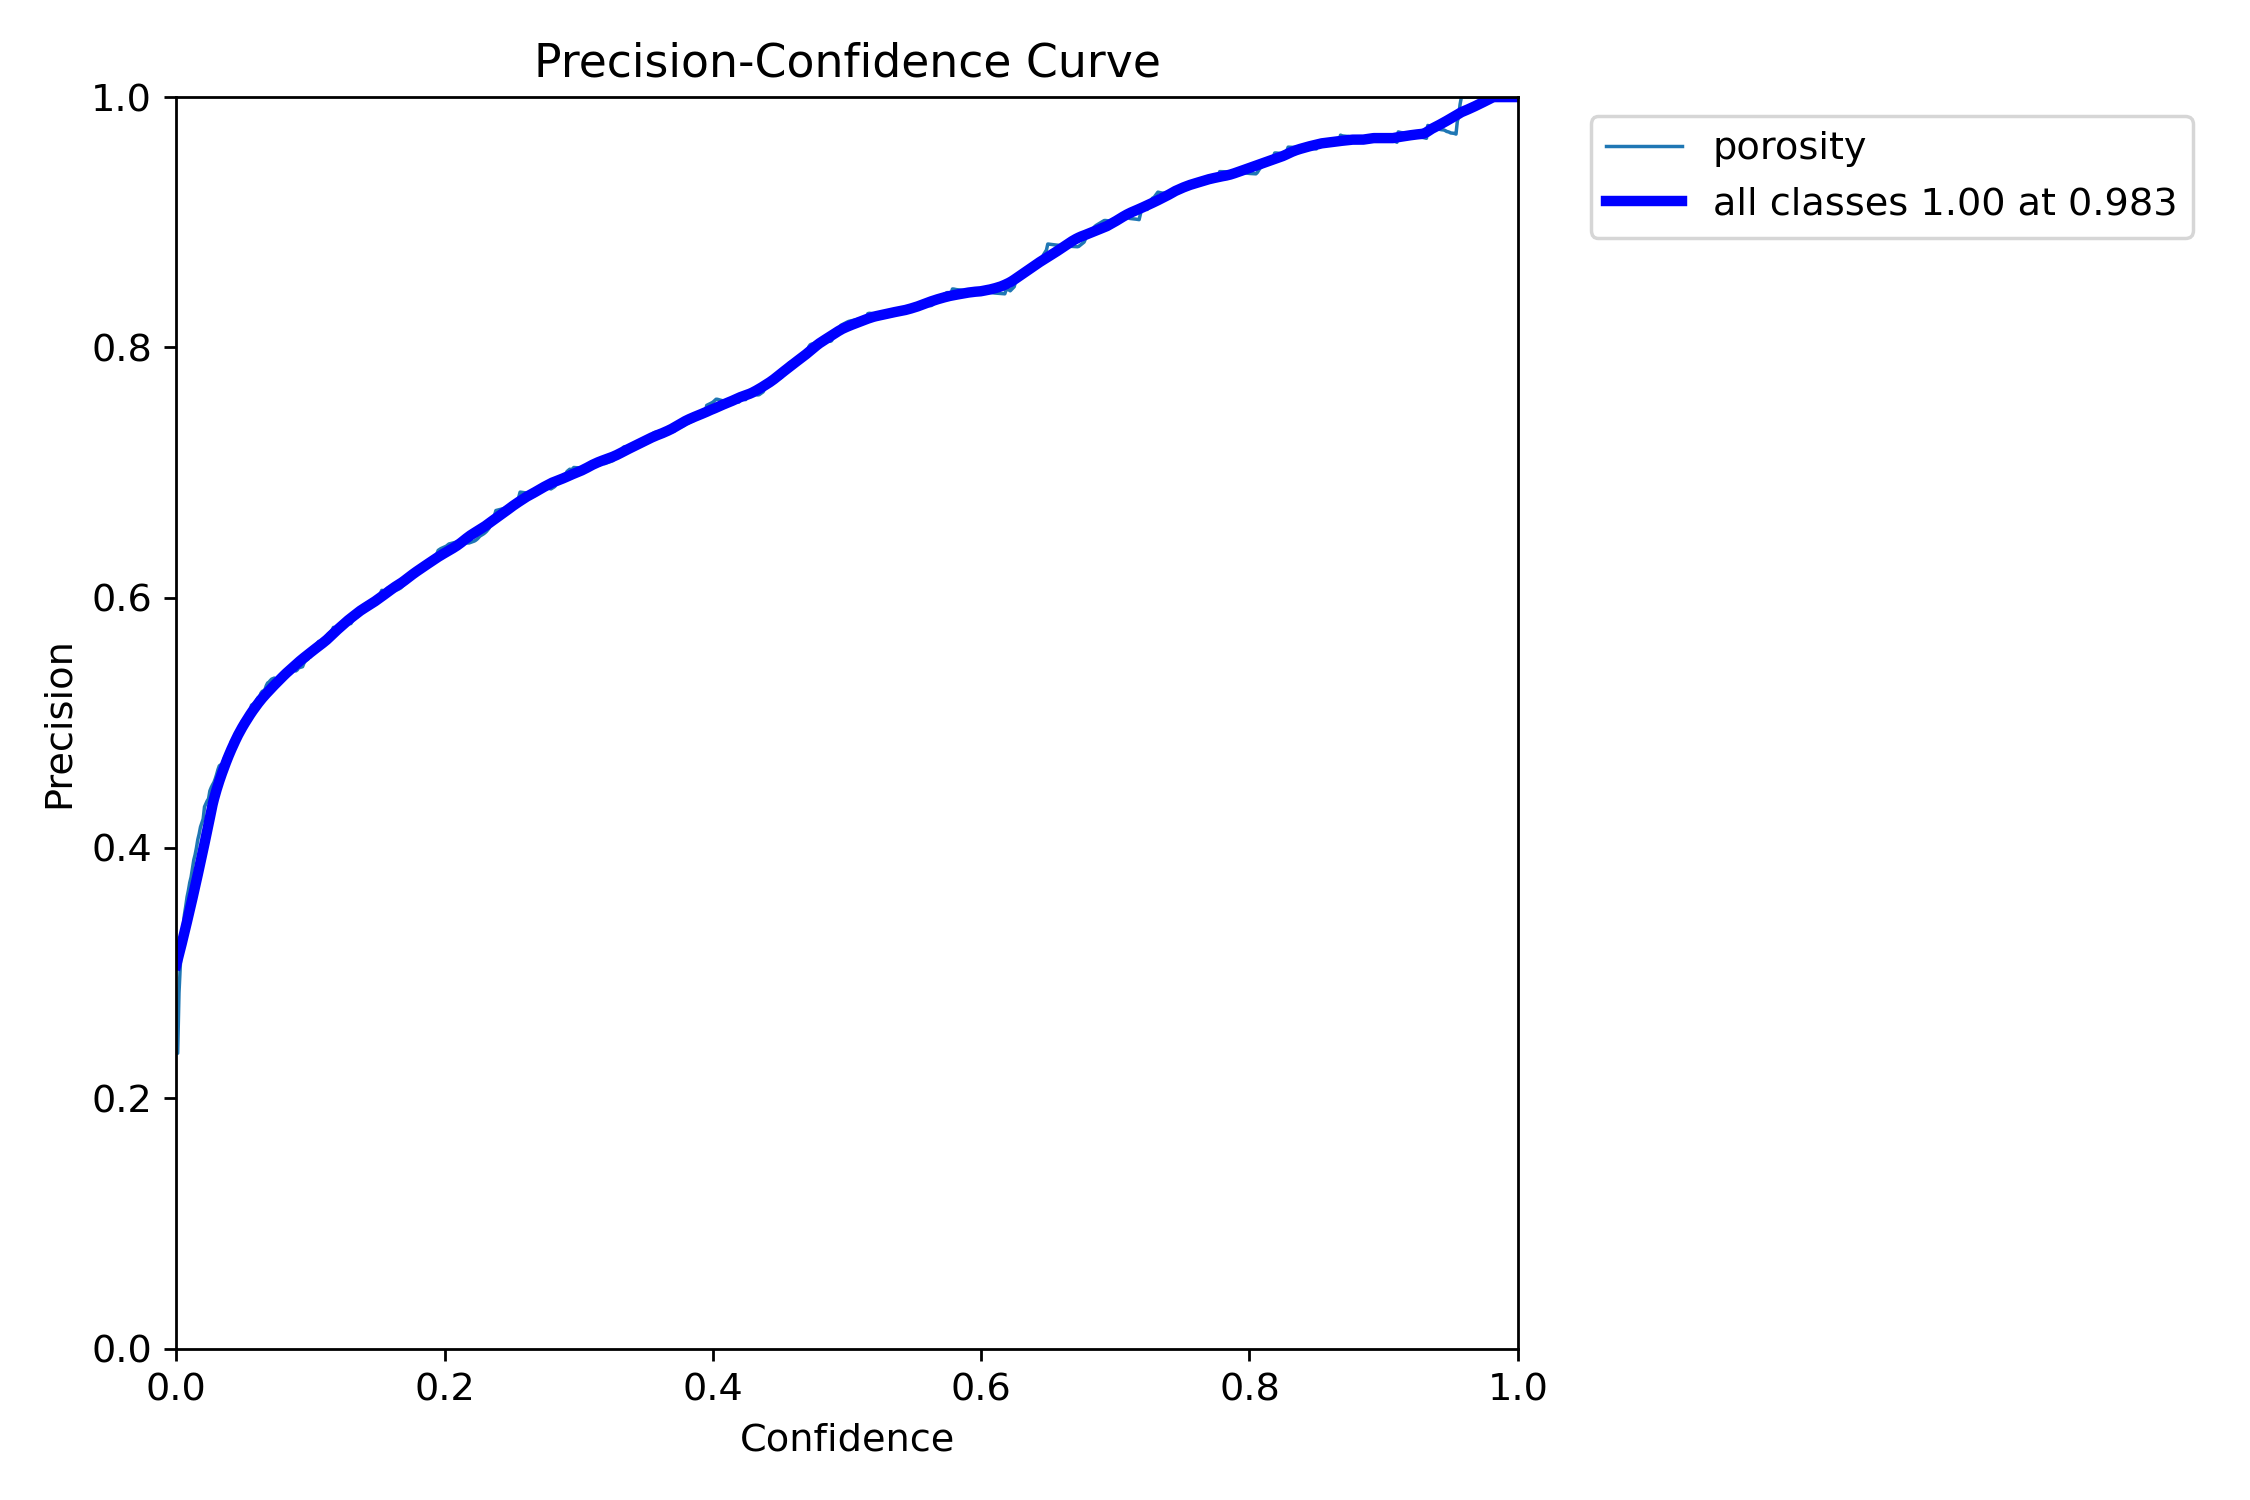 Precision-Confidence Curve
1.0
0.8
0.6
0.4
0.2
0.0
Precision
0.0 0.2 0.4 0.6 0.8 1.0
Confidence
porosity
all classes 1.00 at 0.983